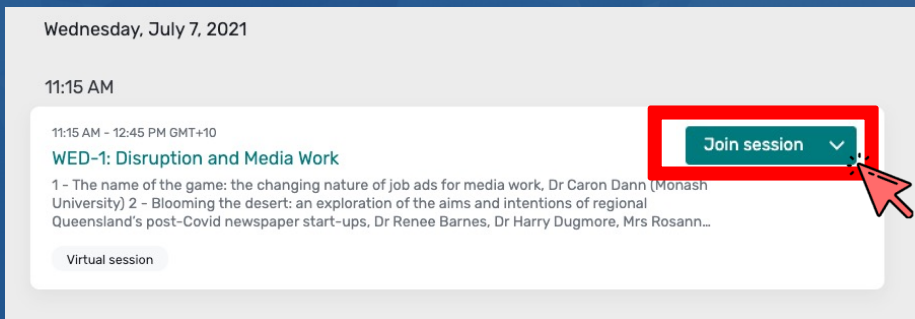 Wednesday, July 7, 2021
11:15 AM
11:15 AM - 12:45 PM GMT+10
Join session
WED-1: Disruption and Media Work
1 - The name of the game: the changing nature of job ads for media work, Dr Caron Dann (Monash
University) 2 - Blooming the desert: an exploration of the aims and intentions of regional
Queensland's post-Covid newspaper start-ups, Dr Renee Barnes, Dr Harry Dugmore, Mrs Rosann...
Virtual session